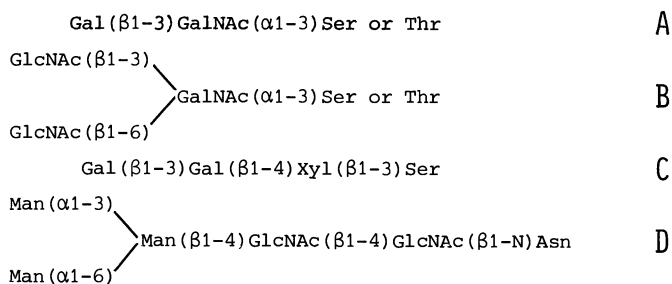 Gal(β1-3)GalNAc(α1-3)Ser or Thr A
GlcNAc(β1-3)
GalNAc(α1-3)Ser or Thr B
GlcNAc(β1-6)
Gal(β1-3)Gal(β1-4)Xyl(β1-3)Ser C
Man(α1-3)
Man(β1-4)GlcNAc(β1-4)GlcNAc(β1-N)Asn D
Man(α1-6)